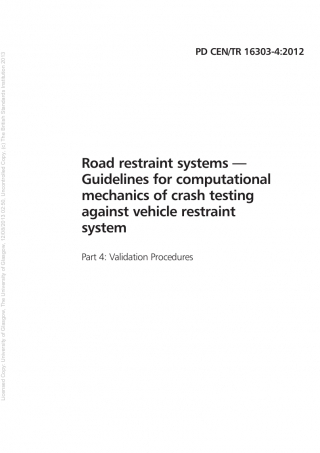 PD CEN/TR 16303-4:2012
Road restraint systems —
Guidelines for computational
mechanics of crash testing
against vehicle restraint
system
Part 4: Validation Procedures
Licensed Copy: University of Glasgow, The University of Glasgow, 13/09/2013 02:50, Uncontrolled Copy, (c) The British Standards Institution 2013